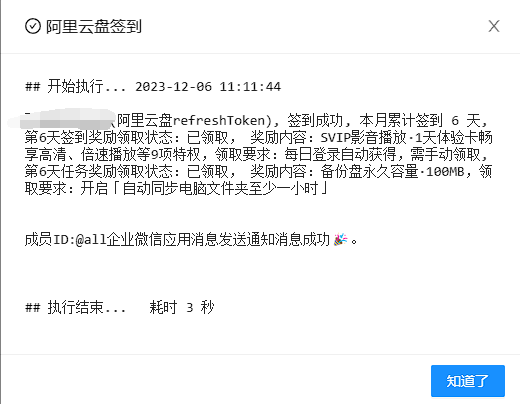 阿里云盘签到
## 开始执行... 2023-12-06 11:11:44
(阿里云盘refreshToken), 签到成功, 本月累计签到 6 天,
第6天签到奖励领取状态：已领取， 奖励内容：SVIP影音播放·1天体验卡畅
享高清、倍速播放等9项特权，领取要求：每日登录自动获得，需手动领取,
第6天任务奖励领取状态：已领取， 奖励内容：备份盘永久容量·100MB，领
取要求：开启「自动同步电脑文件夹至少一小时」
成员ID:@all企业微信应用消息发送通知消息成功🎉。
## 执行结束... 耗时 3 秒
知道了